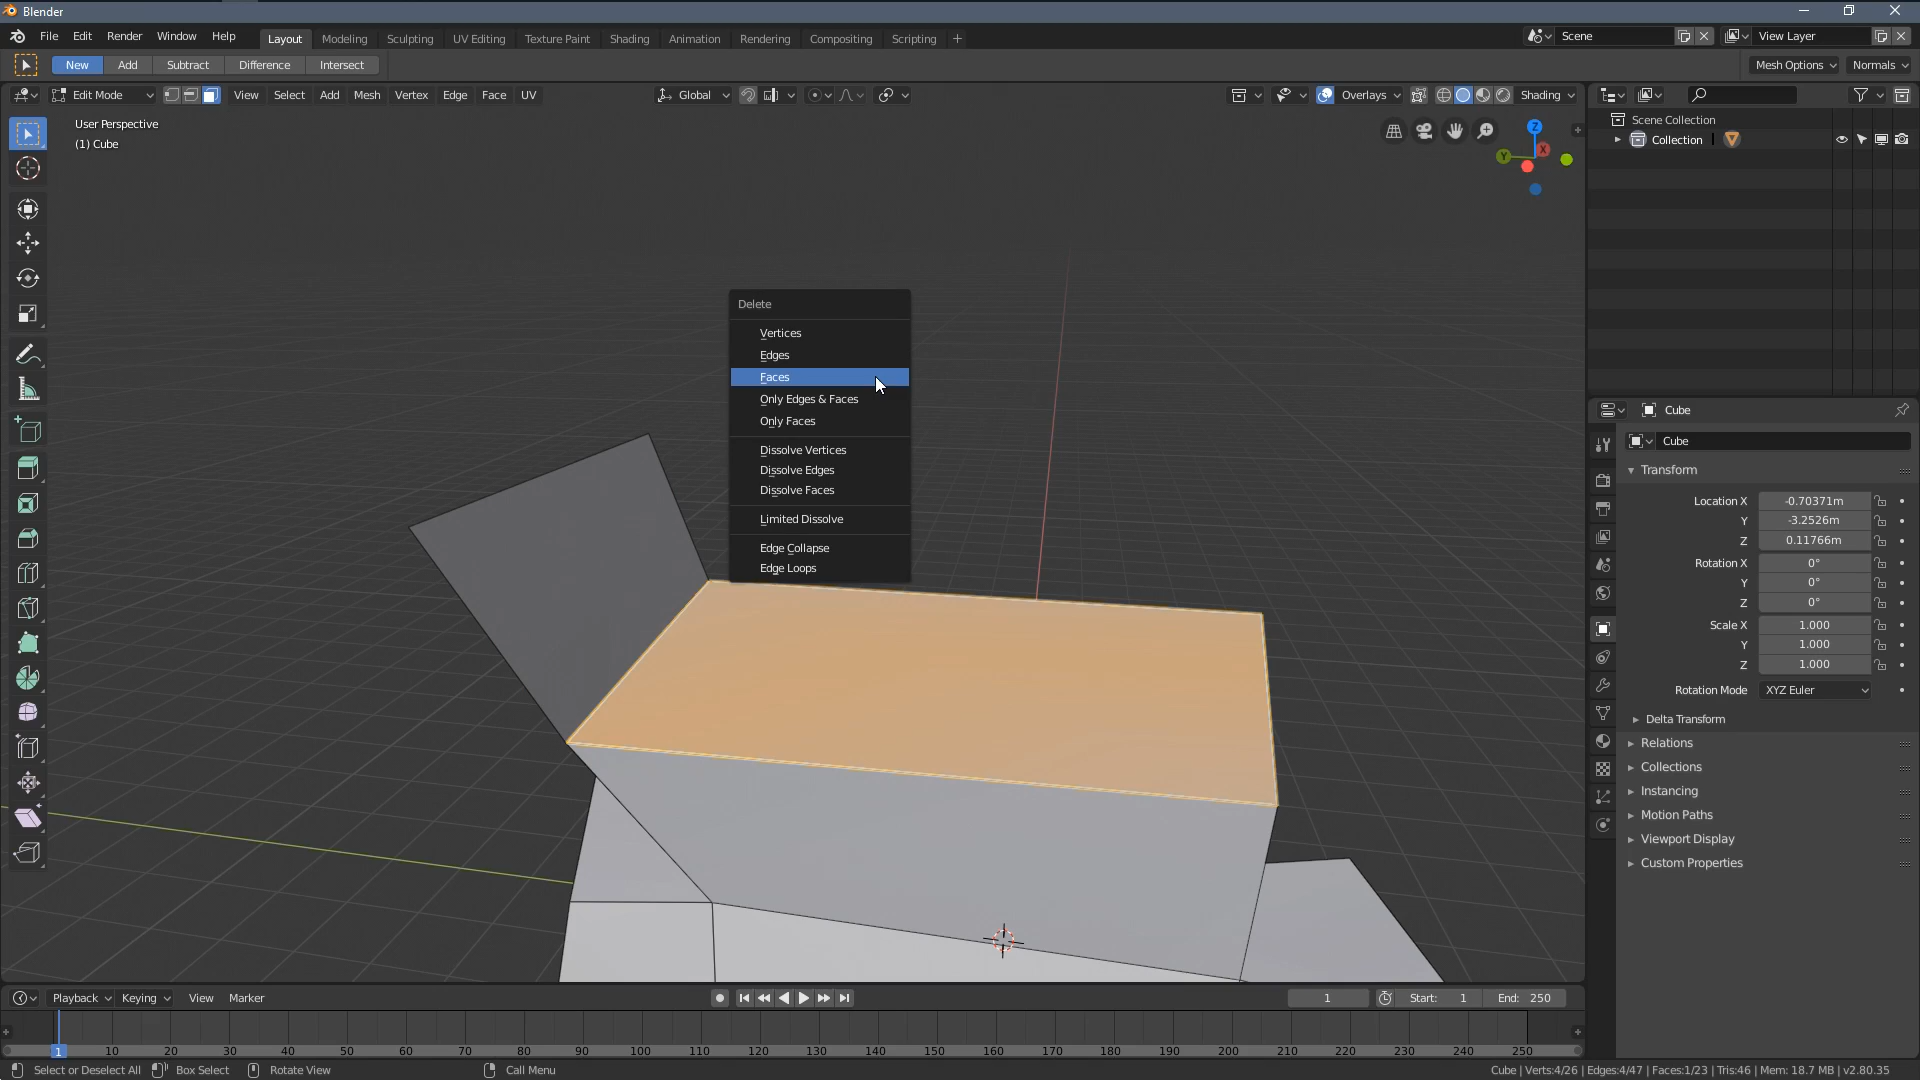 Blender
File Edit Render Window Help Layout Modeling Sculpting UV Editing Texture Paint Shading Animation Rendering Compositing Scripting + Scene View Layer
New Add Subtract Difference Intersect Mesh Options Normals
Edit Mode View Select Add Mesh Vertex Edge Face UV Global Overlays Shading
User Perspective
(1) Cube
Z
Y
X
Scene Collection
Collection
Delete
Vertices
Edges
Faces
Only Edges & Faces
Only Faces
Dissolve Vertices
Dissolve Edges
Dissolve Faces
Limited Dissolve
Edge Collapse
Edge Loops
Cube
Cube
Transform
Location X -0.70371m
Y -3.2526m
Z 0.11766m
Rotation X 0°
Y 0°
Z 0°
Scale X 1.000
Y 1.000
Z 1.000
Rotation Mode XYZ Euler
Delta Transform
Relations
Collections
Instancing
Motion Paths
Viewport Display
Custom Properties
Playback Keying View Marker 1 Start: 1 End: 250
1 10 20 30 40 50 60 70 80 90 100 110 120 130 140 150 160 170 180 190 200 210 220 230 240 250
Select or Deselect All Box Select Rotate View Call Menu Cube | Verts:4/26 | Edges:4/47 | Faces:1/23 | Tris:46 | Mem: 18.7 MB | v2.80.35